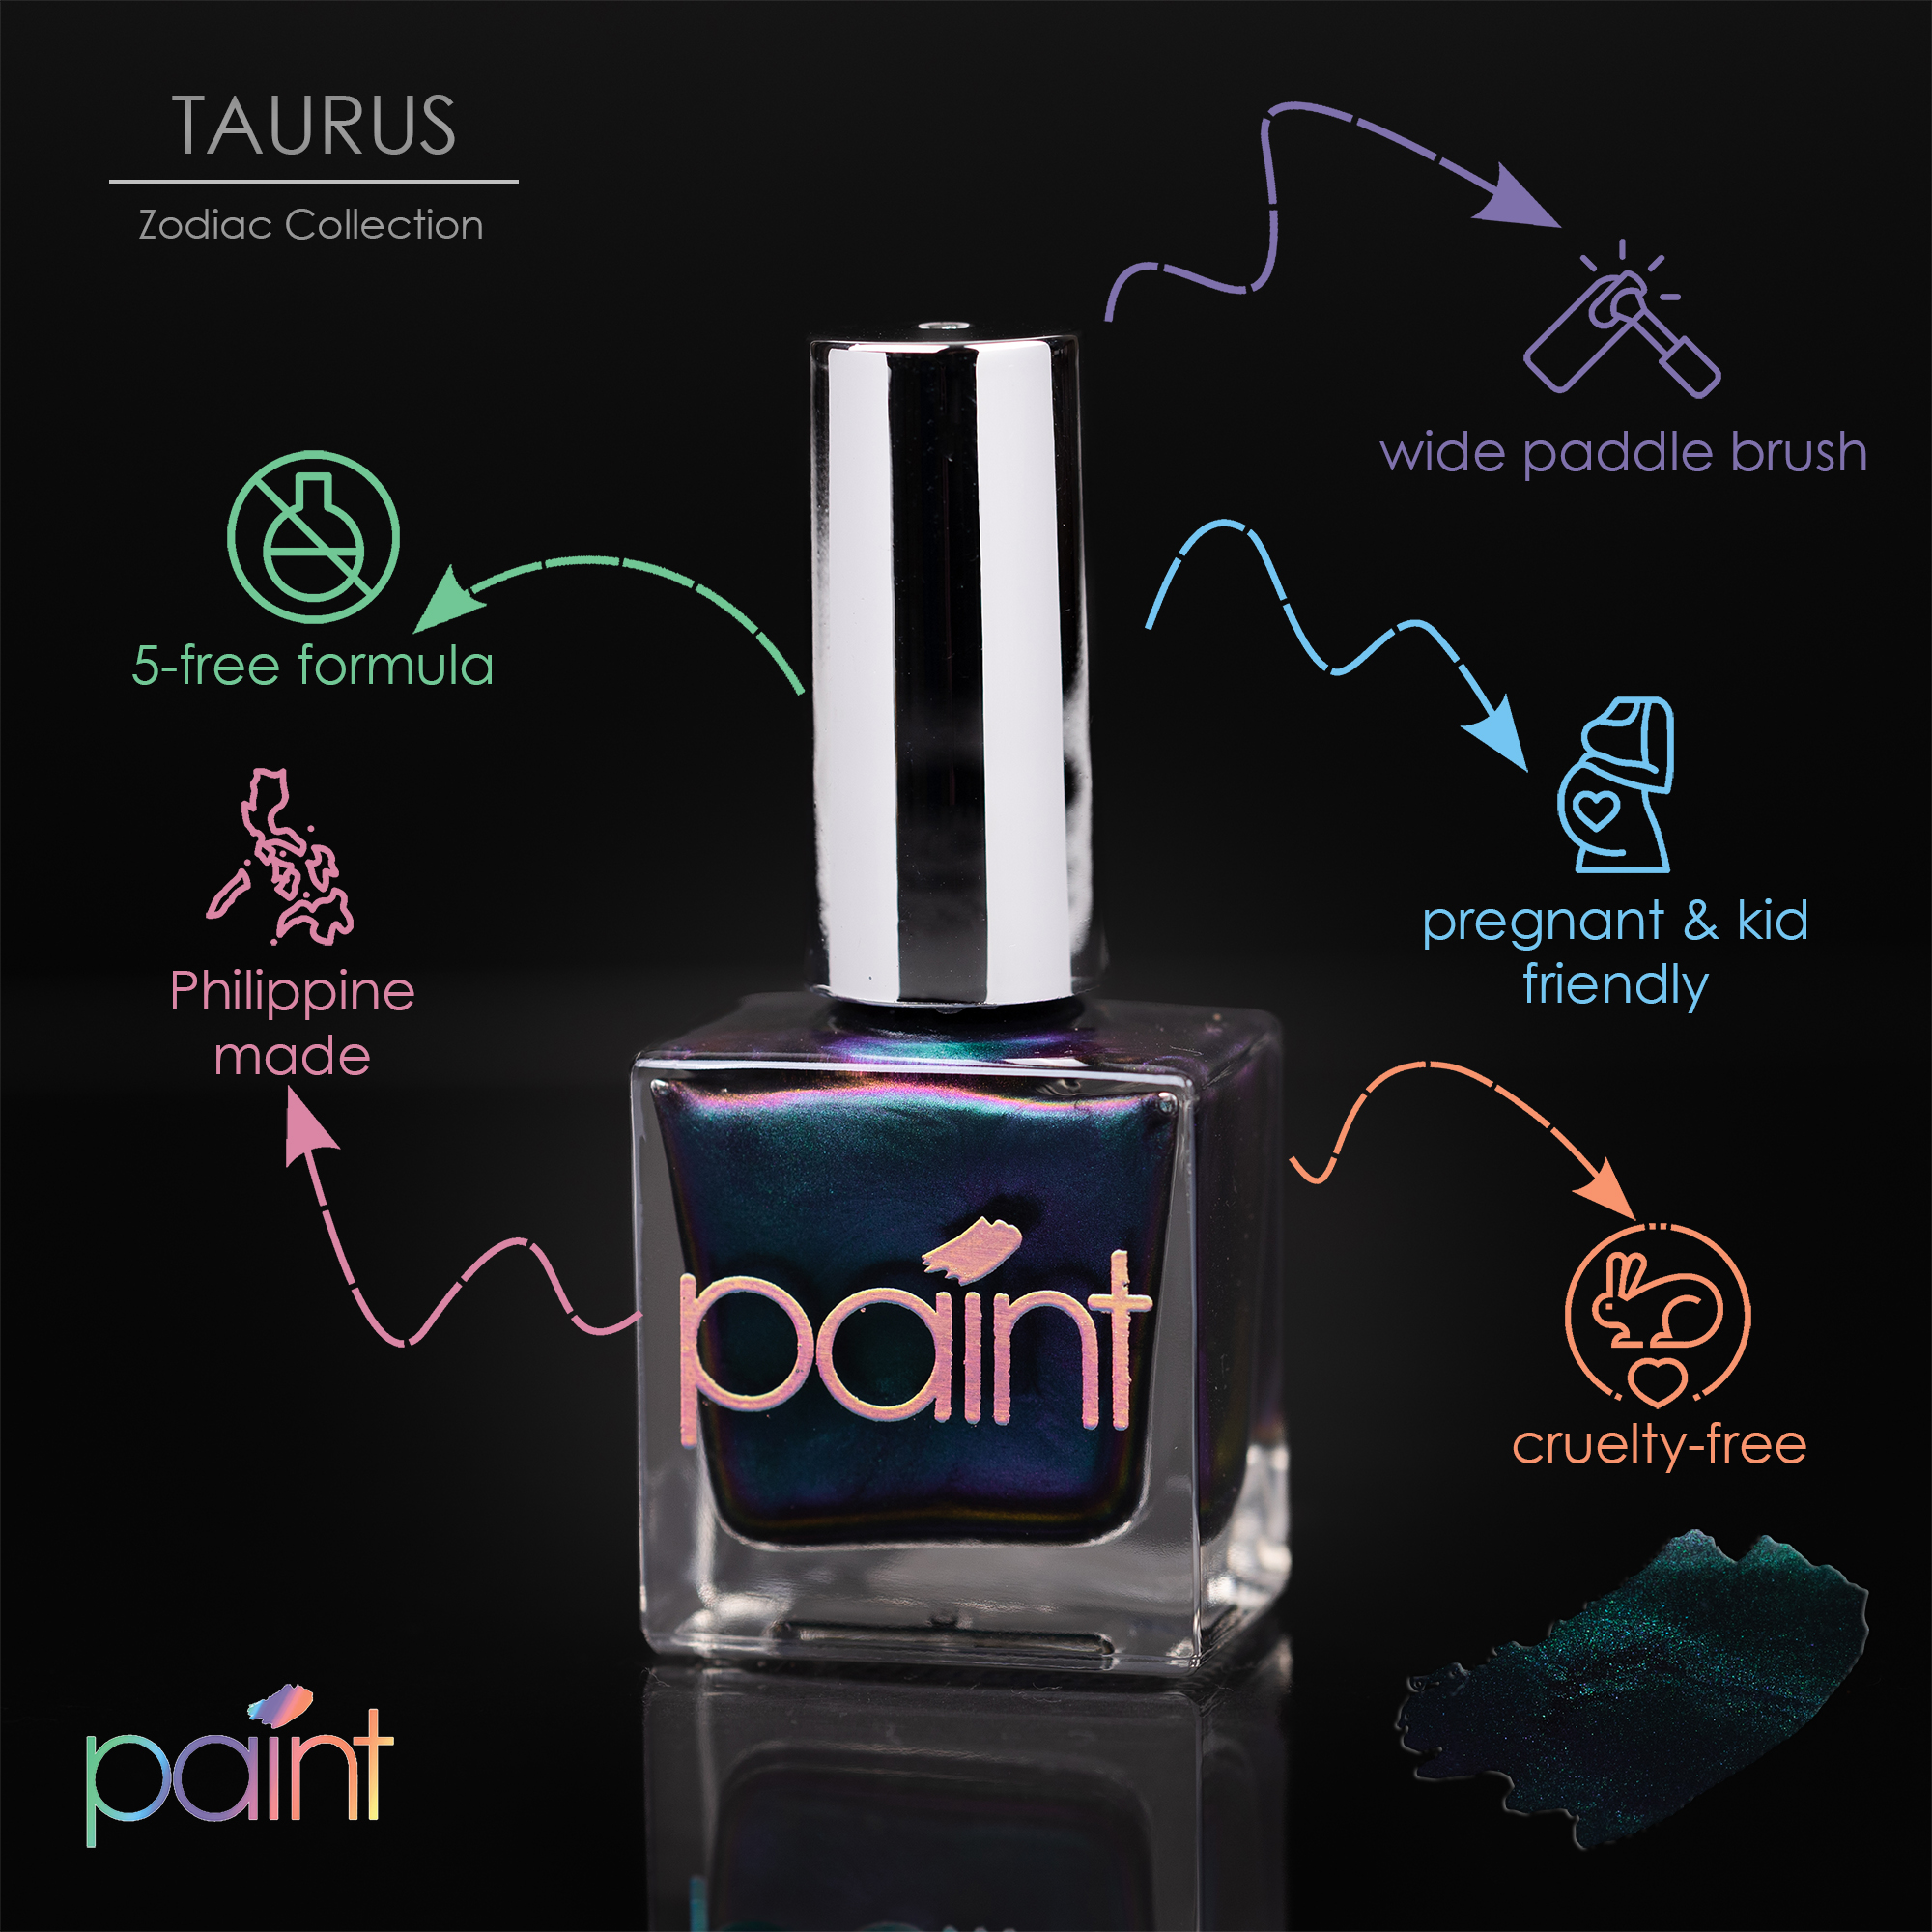 TAURUS
Zodiac Collection
wide paddle brush
5-free formula
pregnant & kid
friendly
Philippine
made
paint
cruelty-free
paint